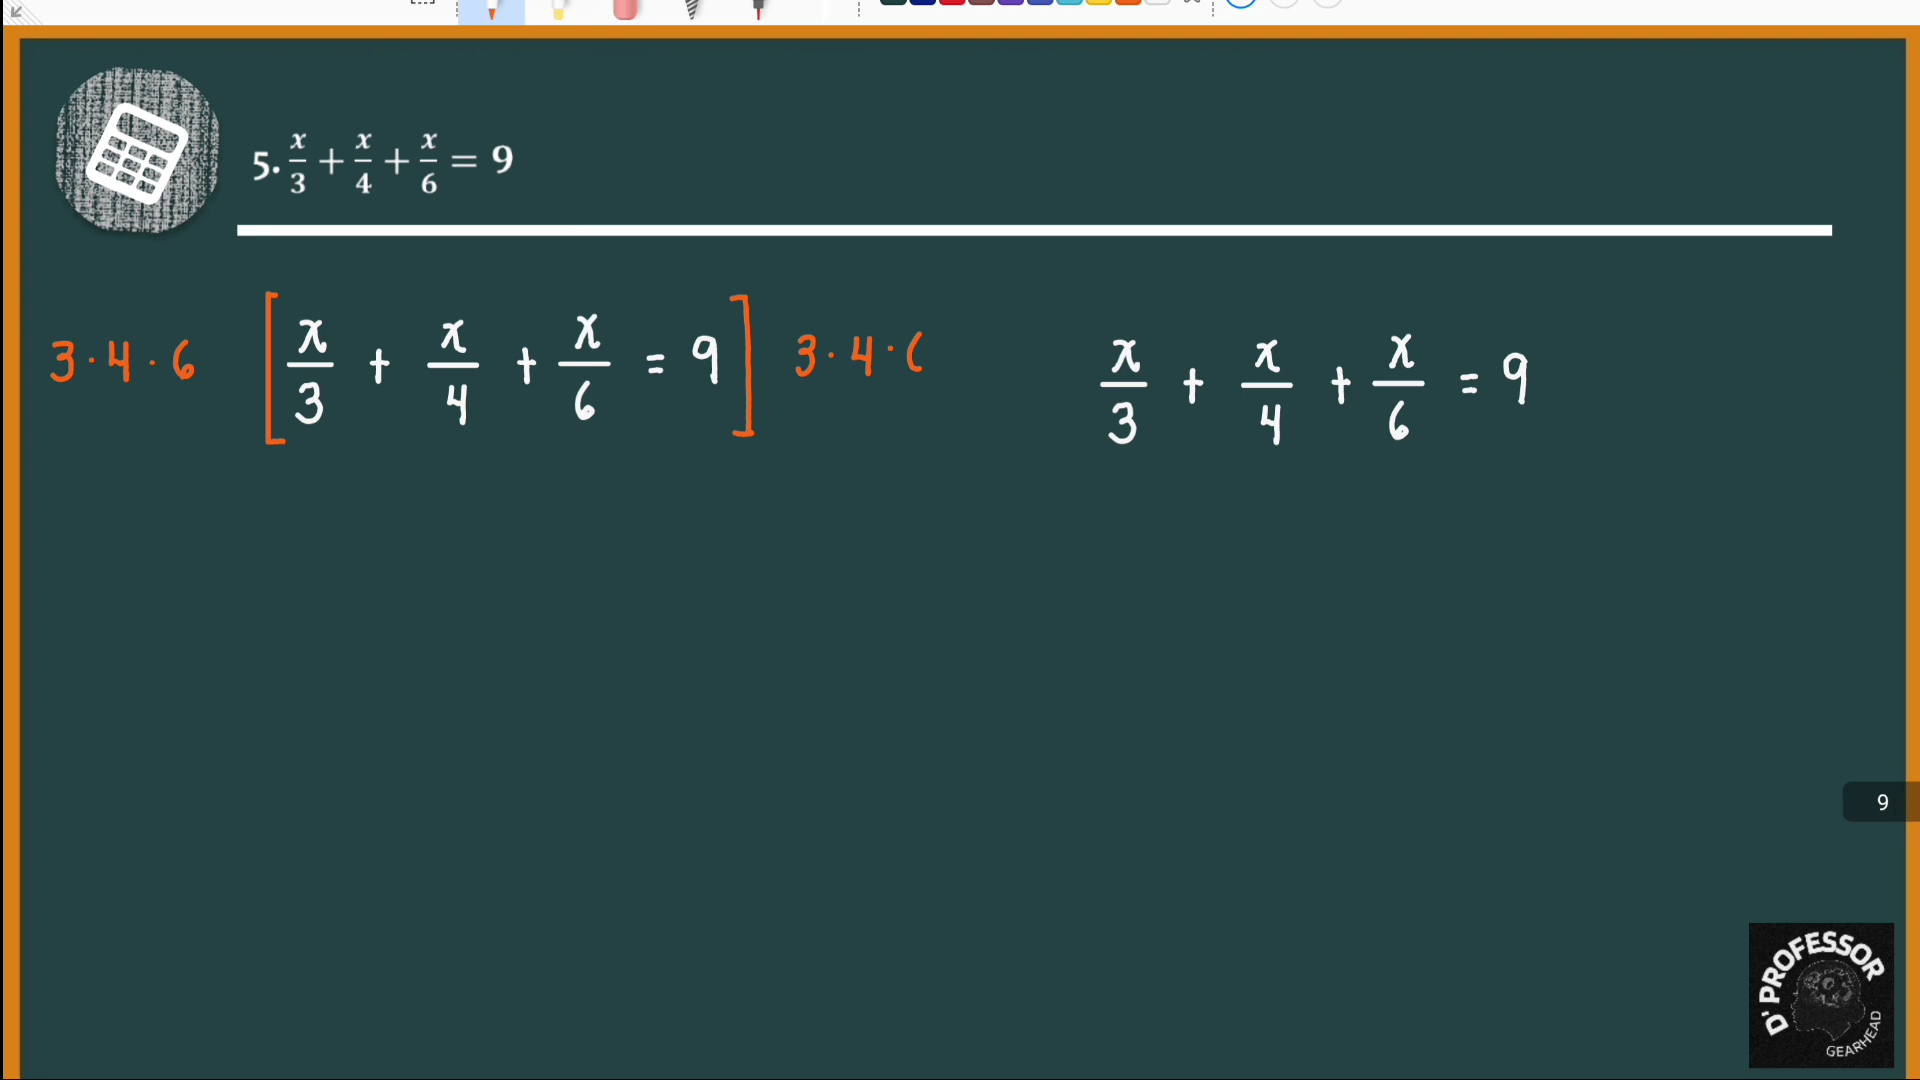 5. x/3 + x/4 + x/6 = 9
3 · 4 · 6 [ x/3 + x/4 + x/6 = 9 ] 3 · 4 · (
x/3 + x/4 + x/6 = 9
9
D'PROFESSOR
GEARHEAD